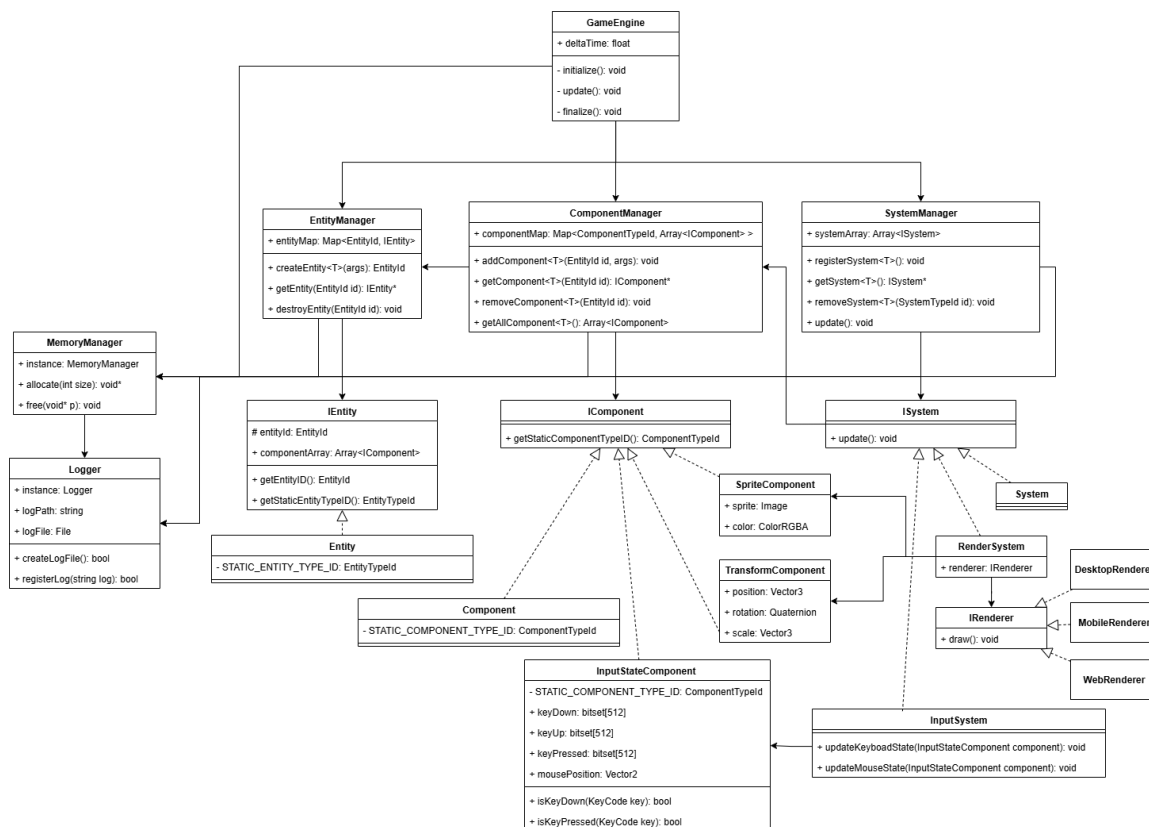 GameEngine
+ deltaTime: float
- initialize(): void
- update(): void
- finalize(): void
EntityManager
+ entityMap: Map<EntityId, IEntity>
+ createEntity<T>(args): EntityId
+ getEntity(EntityId id): IEntity*
+ destroyEntity(EntityId id): void
ComponentManager
+ componentMap: Map<ComponentTypeId, Array<IComponent> >
+ addComponent<T>(EntityId id, args): void
+ getComponent<T>(EntityId id): IComponent*
+ removeComponent<T>(EntityId id): void
+ getAllComponent<T>(): Array<IComponent>
SystemManager
+ systemArray: Array<ISystem>
+ registerSystem<T>(): void
+ getSystem<T>(): ISystem*
+ removeSystem<T>(SystemTypeId id): void
+ update(): void
MemoryManager
+ instance: MemoryManager
+ allocate(int size): void*
+ free(void* p): void
Logger
+ instance: Logger
+ logPath: string
+ logFile: File
+ createLogFile(): bool
+ registerLog(string log): bool
IEntity
# entityId: EntityId
+ componentArray: Array<IComponent>
+ getEntityID(): EntityId
+ getStaticEntityTypeID(): EntityTypeId
Entity
- STATIC_ENTITY_TYPE_ID: EntityTypeId
IComponent
+ getStaticComponentTypeID(): ComponentTypeId
ISystem
+ update(): void
SpriteComponent
+ sprite: Image
+ color: ColorRGBA
System
TransformComponent
+ position: Vector3
+ rotation: Quaternion
+ scale: Vector3
RenderSystem
+ renderer: IRenderer
DesktopRendere
IRenderer
+ draw(): void
MobileRenderer
WebRenderer
Component
- STATIC_COMPONENT_TYPE_ID: ComponentTypeId
InputStateComponent
- STATIC_COMPONENT_TYPE_ID: ComponentTypeId
+ keyDown: bitset[512]
+ keyUp: bitset[512]
+ keyPressed: bitset[512]
+ mousePosition: Vector2
+ isKeyDown(KeyCode key): bool
+ isKeyPressed(KeyCode key): bool
InputSystem
+ updateKeyboadState(InputStateComponent component): void
+ updateMouseState(InputStateComponent component): void